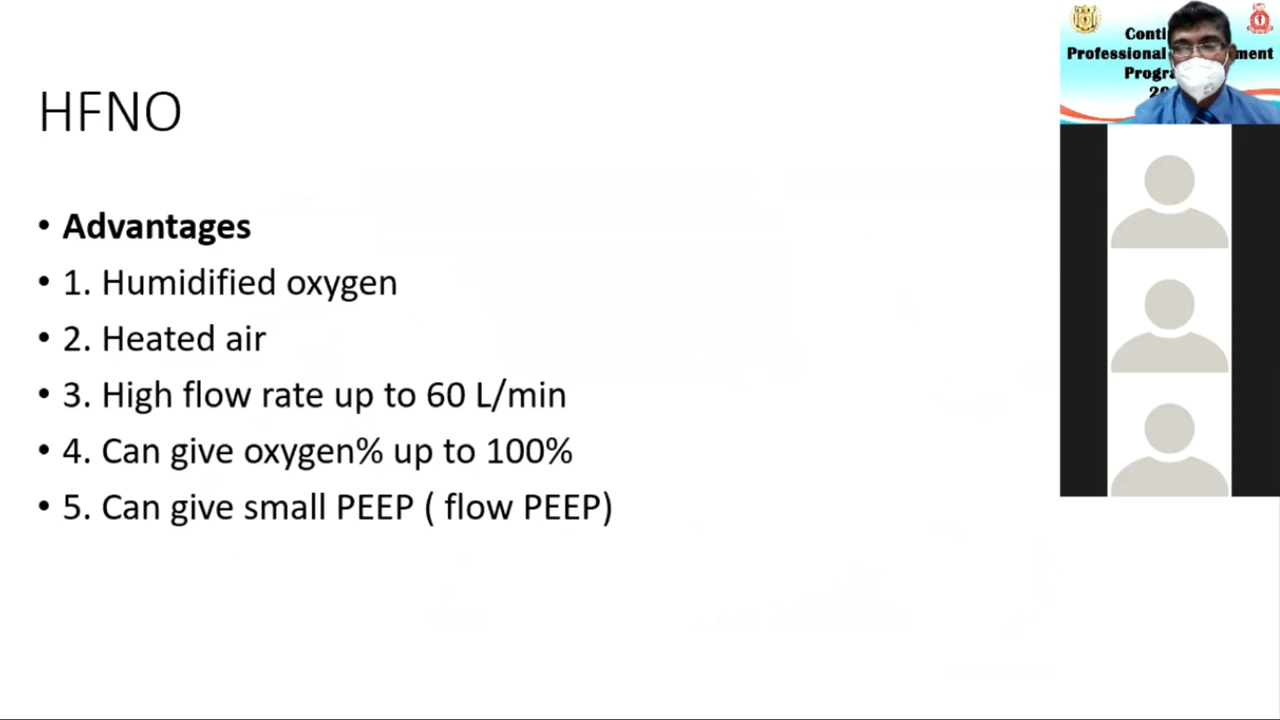 HFNO
• Advantages
• 1. Humidified oxygen
• 2. Heated air
• 3. High flow rate up to 60 L/min
• 4. Can give oxygen% up to 100%
• 5. Can give small PEEP ( flow PEEP)
Conti
Professional ment
Progra
20